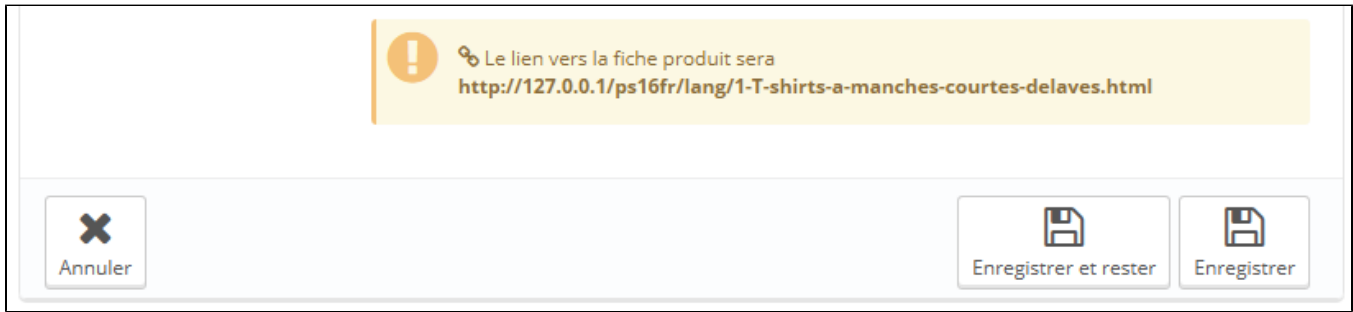 Le lien vers la fiche produit sera
http://127.0.0.1/ps16fr/lang/1-T-shirts-a-manches-courtes-delaves.html
Annuler
Enregistrer et rester
Enregistrer